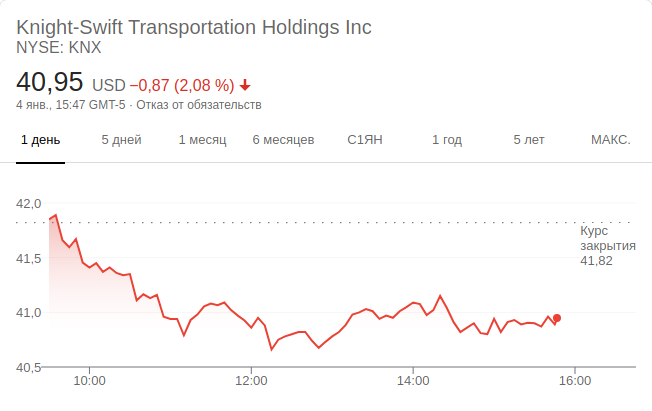 Knight-Swift Transportation Holdings Inc
NYSE: KNX
40,95 USD −0,87 (2,08 %)
4 янв., 15:47 GMT-5 · Отказ от обязательств
1 день 5 дней 1 месяц 6 месяцев С1ЯН 1 год 5 лет МАКС.
42,0
Курс
закрытия
41,5
41,82
41,0
40,5
10:00 12:00 14:00 16:00